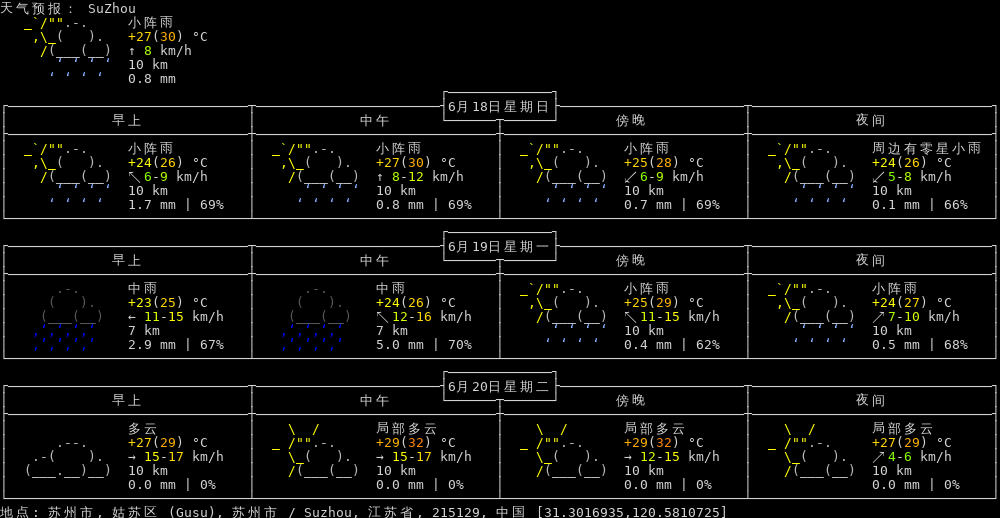 天气预报: SuZhou
小阵雨
+27(30) °C
↑ 8 km/h
10 km
0.8 mm
6月18日星期日
早上 中午 傍晚 夜间
小阵雨 小阵雨 小阵雨 周边有零星小雨
+24(26) °C +27(30) °C +25(28) °C +24(26) °C
↖ 6-9 km/h ↑ 8-12 km/h ↙ 6-9 km/h ↙ 5-8 km/h
10 km 10 km 10 km 10 km
1.7 mm | 69% 0.8 mm | 69% 0.7 mm | 69% 0.1 mm | 66%
6月19日星期一
早上 中午 傍晚 夜间
中雨 中雨 小阵雨 小阵雨
+23(25) °C +24(26) °C +25(29) °C +24(27) °C
← 11-15 km/h ↖ 12-16 km/h ↖ 11-15 km/h ↗ 7-10 km/h
7 km 7 km 10 km 10 km
2.9 mm | 67% 5.0 mm | 70% 0.4 mm | 62% 0.5 mm | 68%
6月20日星期二
早上 中午 傍晚 夜间
多云 局部多云 局部多云 局部多云
+27(29) °C +29(32) °C +29(32) °C +27(29) °C
→ 15-17 km/h → 15-17 km/h → 12-15 km/h ↗ 4-6 km/h
10 km 10 km 10 km 10 km
0.0 mm | 0% 0.0 mm | 0% 0.0 mm | 0% 0.0 mm | 0%
地点: 苏州市, 姑苏区 (Gusu), 苏州市 / Suzhou, 江苏省, 215129, 中国 [31.3016935,120.5810725]